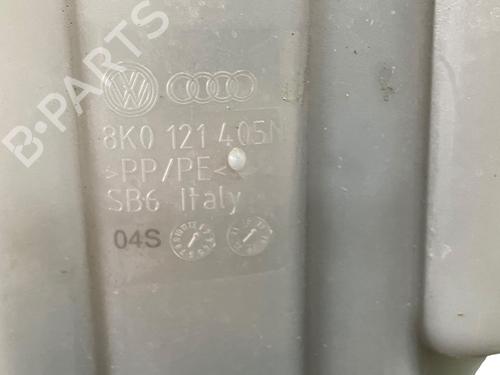 B-PARTS
8K0 121 405N
>PP/PE<
SB6 Italy
04S